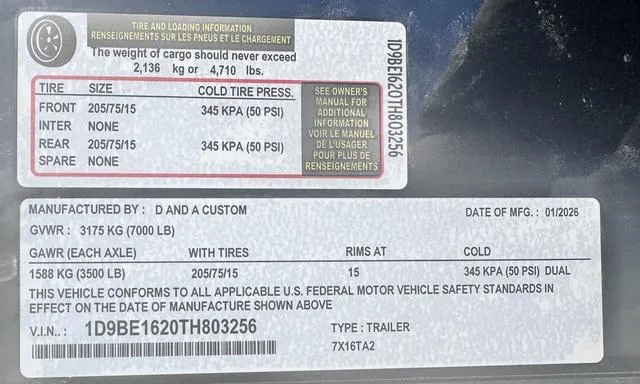 TIRE AND LOADING INFORMATION
RENSEIGNEMENTS SUR LES PNEUS ET LE CHARGEMENT
The weight of cargo should never exceed
2,136 kg or 4,710 lbs.
TIRE SIZE COLD TIRE PRESS.
FRONT 205/75/15 345 KPA (50 PSI)
INTER NONE
REAR 205/75/15 345 KPA (50 PSI)
SPARE NONE
SEE OWNER'S
MANUAL FOR
ADDITIONAL
INFORMATION
VOIR LE MANUEL
DE L'USAGER
POUR PLUS DE
RENSEIGNEMENTS
1D9BE1620TH803256
MANUFACTURED BY : D AND A CUSTOM DATE OF MFG. : 01/2026
GVWR : 3175 KG (7000 LB)
GAWR (EACH AXLE) WITH TIRES RIMS AT COLD
1588 KG (3500 LB) 205/75/15 15 345 KPA (50 PSI) DUAL
THIS VEHICLE CONFORMS TO ALL APPLICABLE U.S. FEDERAL MOTOR VEHICLE SAFETY STANDARDS IN
EFFECT ON THE DATE OF MANUFACTURE SHOWN ABOVE
V.I.N.. : 1D9BE1620TH803256 TYPE : TRAILER
7X16TA2